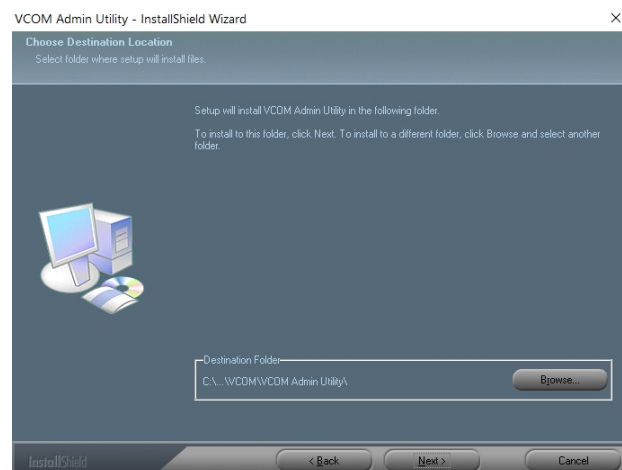 VCOM Admin Utility - InstallShield Wizard
Choose Destination Location
Select folder where setup will install files.
Setup will install VCOM Admin Utility in the following folder.
To install to this folder, click Next. To install to a different folder, click Browse and select another
folder.
Destination Folder
C:\...\VCOM\VCOM Admin Utility\
Browse...
InstallShield
< Back
Next >
Cancel